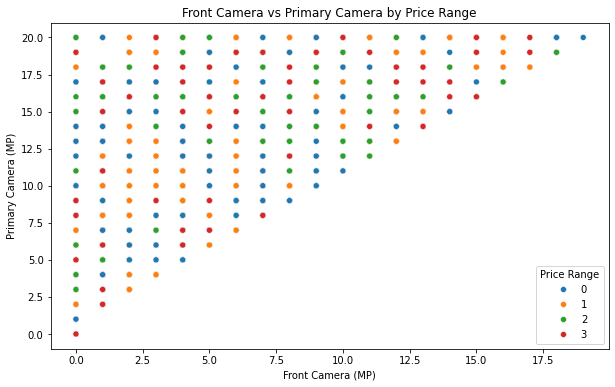 Front Camera vs Primary Camera by Price Range
20.0
17.5
15.0
12.5
10.0
7.5
5.0
2.5
0.0
Primary Camera (MP)
Price Range
0
1
2
3
0.0 2.5 5.0 7.5 10.0 12.5 15.0 17.5
Front Camera (MP)